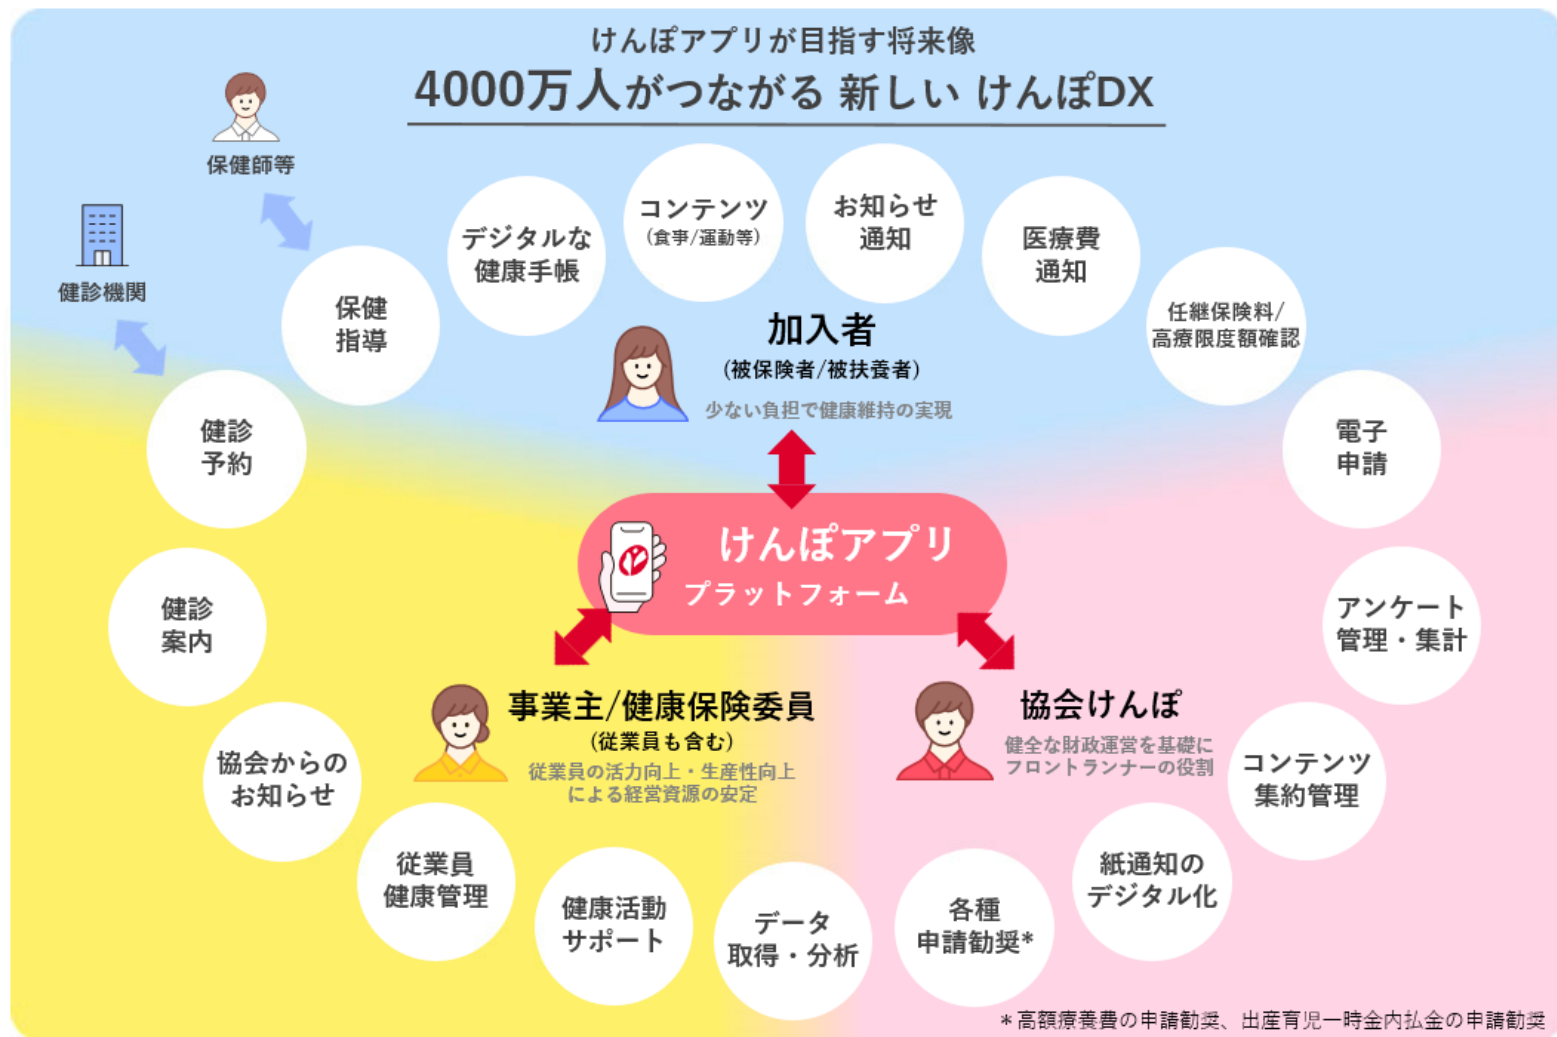 けんぽアプリが目指す将来像
4000万人がつながる 新しい けんぽDX
保健師等
健診機関
保健
指導
デジタルな
健康手帳
コンテンツ
(食事/運動等)
お知らせ
通知
医療費
通知
任継保険料/
高療限度額確認
電子
申請
加入者
(被保険者/被扶養者)
少ない負担で健康維持の実現
健診
予約
けんぽアプリ
プラットフォーム
健診
案内
アンケート
管理・集計
事業主/健康保険委員
(従業員も含む)
従業員の活力向上・生産性向上
による経営資源の安定
協会けんぽ
健全な財政運営を基礎に
フロントランナーの役割
協会からの
お知らせ
コンテンツ
集約管理
従業員
健康管理
健康活動
サポート
データ
取得・分析
各種
申請勧奨*
紙通知の
デジタル化
*高額療養費の申請勧奨、出産育児一時金内払金の申請勧奨